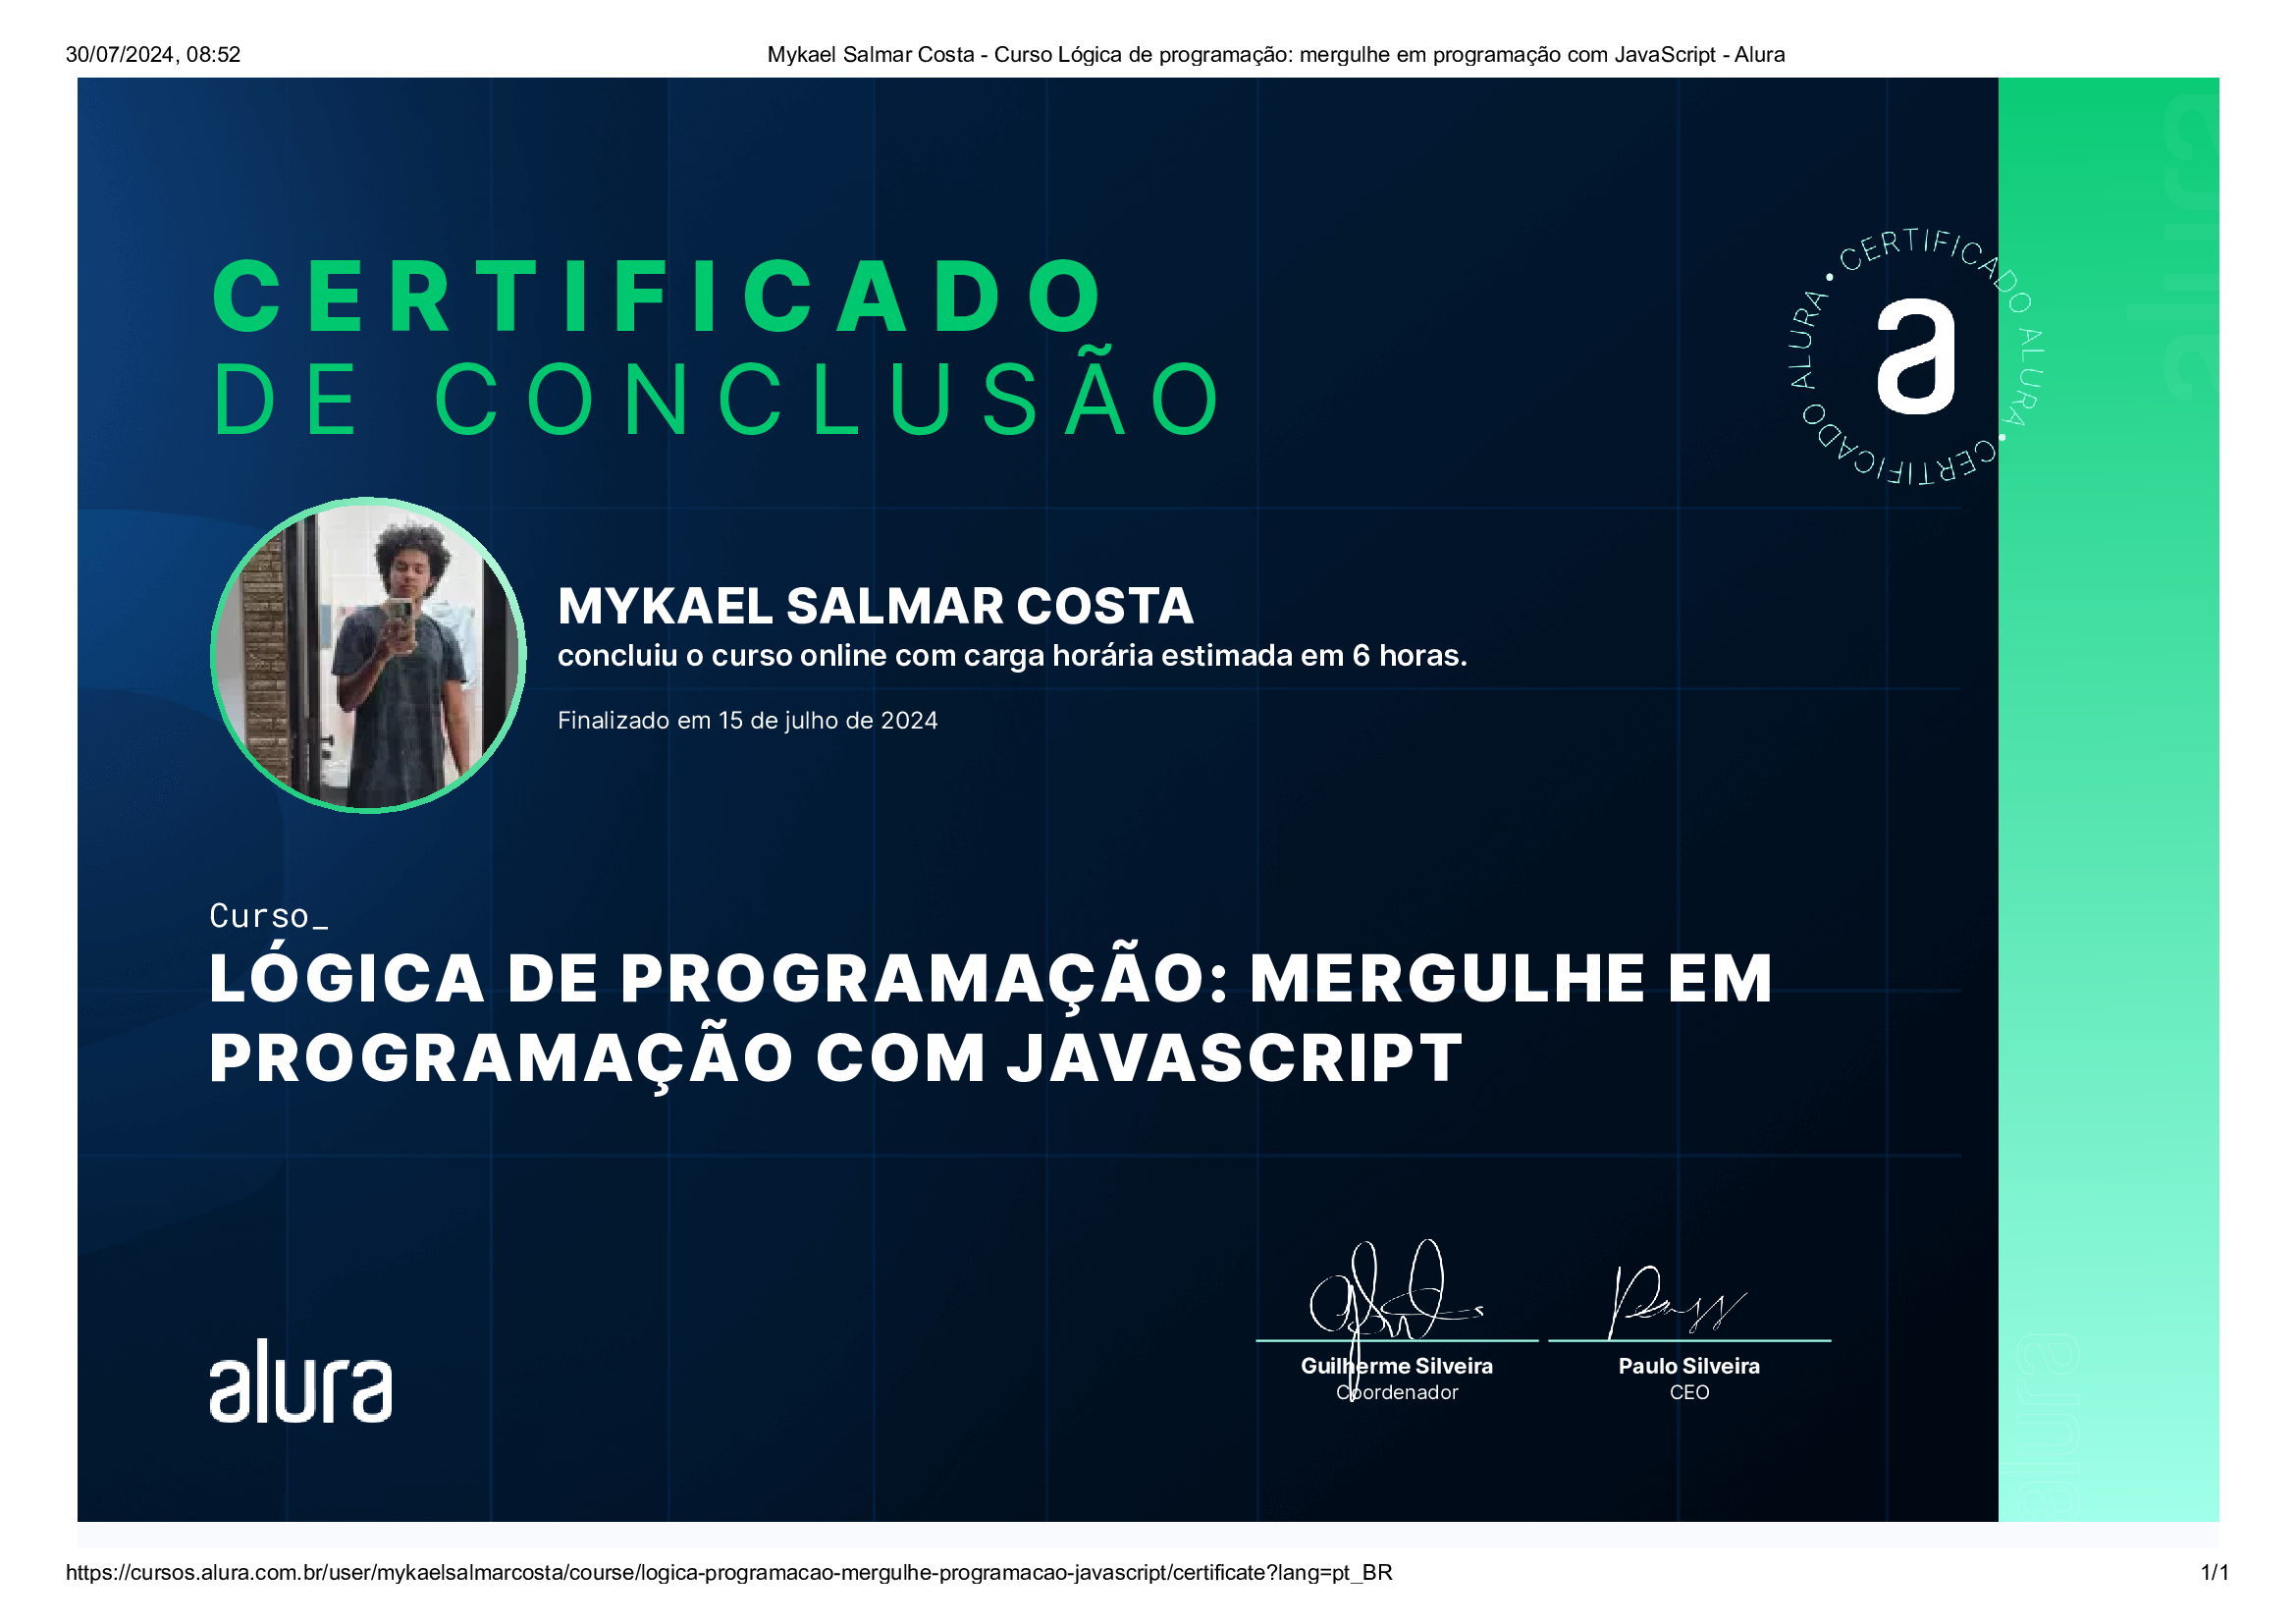 30/07/2024, 08:52
Mykael Salmar Costa - Curso Lógica de programação: mergulhe em programação com JavaScript - Alura
CERTIFICADO
DE CONCLUSÃO
CERTIFICADO ALURA • CERTIFICADO ALURA •
a
MYKAEL SALMAR COSTA
concluiu o curso online com carga horária estimada em 6 horas.
Finalizado em 15 de julho de 2024
Curso_
LÓGICA DE PROGRAMAÇÃO: MERGULHE EM
PROGRAMAÇÃO COM JAVASCRIPT
alura
Guilherme Silveira
Coordenador
Paulo Silveira
CEO
alura
alura
https://cursos.alura.com.br/user/mykaelsalmarcosta/course/logica-programacao-mergulhe-programacao-javascript/certificate?lang=pt_BR
1/1